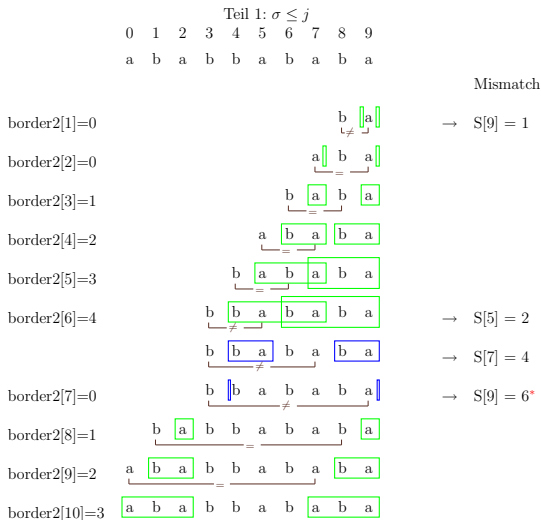 Teil 1: σ ≤ j
0 1 2 3 4 5 6 7 8 9
a b a b b a b a b a
Mismatch
border2[1]=0 b a → S[9] = 1
≠
border2[2]=0 a b a
=
border2[3]=1 b a b a
=
border2[4]=2 a b a b a
=
border2[5]=3 b a b a b a
=
border2[6]=4 b b a b a b a → S[5] = 2
≠
b b a b a b a → S[7] = 4
≠
border2[7]=0 b b a b a b a → S[9] = 6*
≠
border2[8]=1 b a b b a b a b a
=
border2[9]=2 a b a b b a b a b a
=
border2[10]=3 a b a b b a b a b a